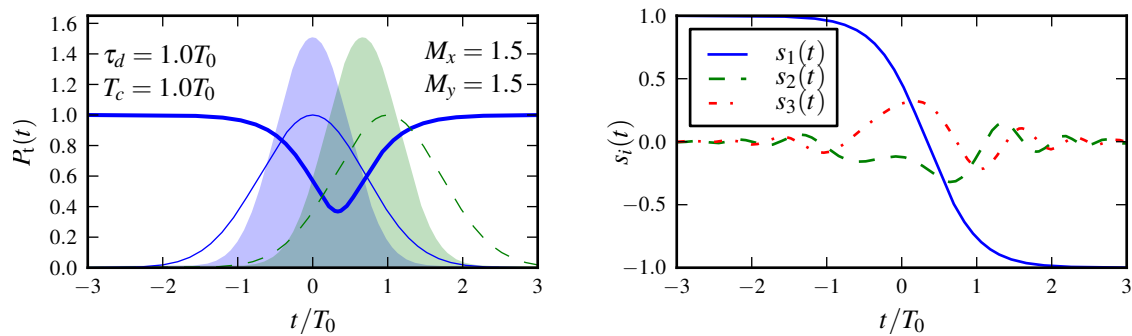 1.6
1.4
1.2
1.0
0.8
0.6
0.4
0.2
0.0
P_t(t)
τ_d = 1.0T_0
T_c = 1.0T_0
M_x = 1.5
M_y = 1.5
−3 −2 −1 0 1 2 3
t/T_0
1.0
0.5
0.0
−0.5
−1.0
s_i(t)
s_1(t)
s_2(t)
s_3(t)
−3 −2 −1 0 1 2 3
t/T_0